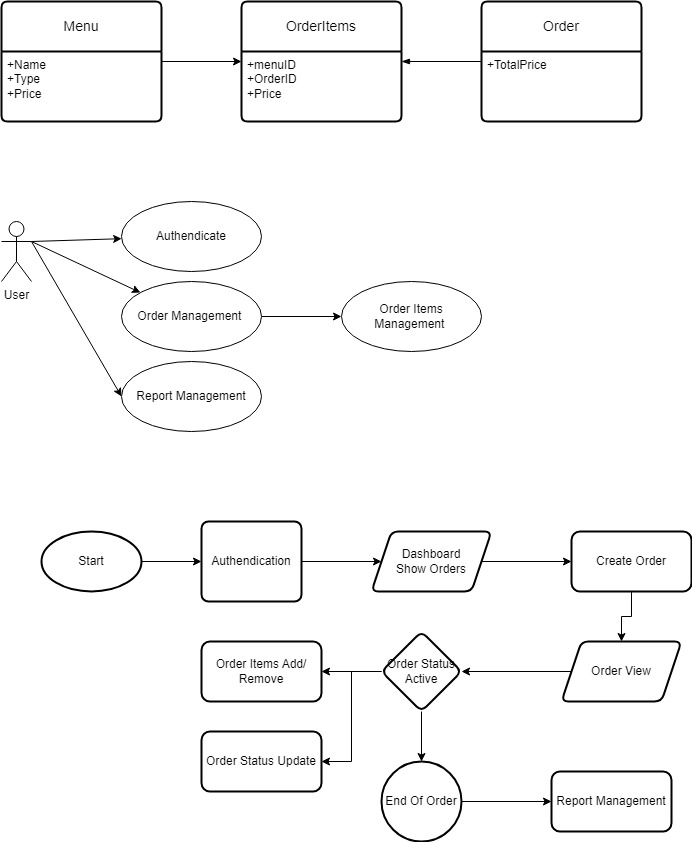 Menu
+Name
+Type
+Price
OrderItems
+menuID
+OrderID
+Price
Order
+TotalPrice
User
Authendicate
Order Management
Order Items
Management
Report Management
Start
Authendication
Dashboard
Show Orders
Create Order
Order Items Add/
Remove
Order Status
Active
Order View
Order Status Update
End Of Order
Report Management